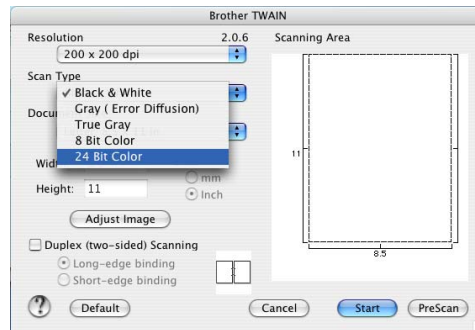 Brother TWAIN
Resolution 2.0.6
200 x 200 dpi
Scan Type
✓ Black & White
Gray ( Error Diffusion)
True Gray
8 Bit Color
24 Bit Color
Docu
Wid
mm
Height: 11
Inch
Adjust Image
Duplex (two-sided) Scanning
Long-edge binding
Short-edge binding
? Default
Scanning Area
11
8.5
Cancel Start PreScan